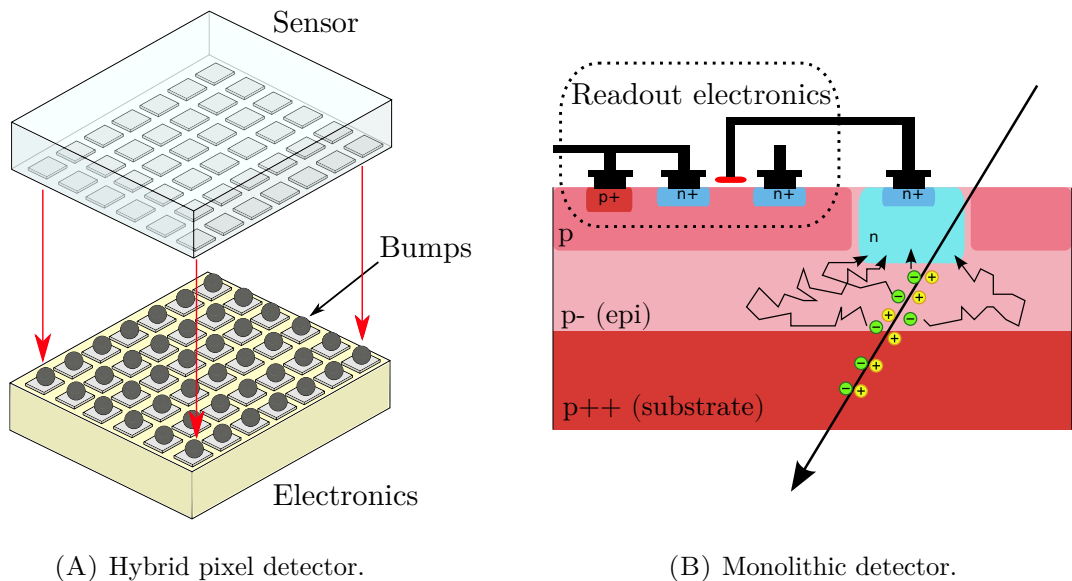 Sensor
Bumps
Electronics
(A) Hybrid pixel detector.
Readout electronics
p+
n+
n+
n+
p
n
p- (epi)
p++ (substrate)
(B) Monolithic detector.